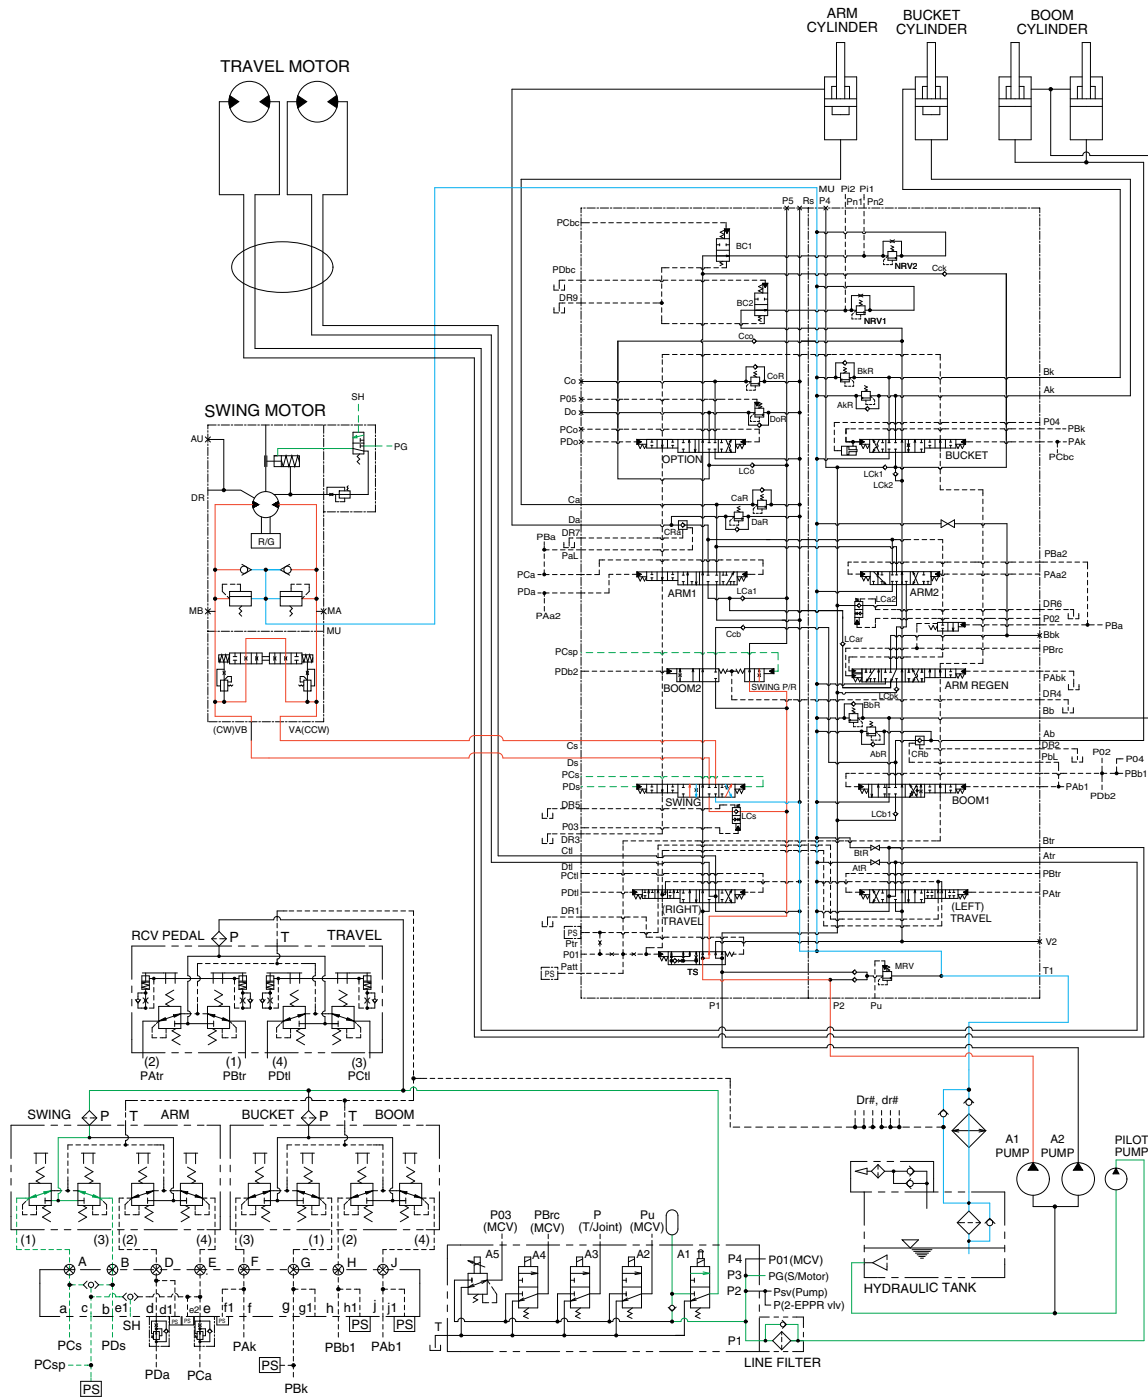 ARM
CYLINDER
BUCKET
CYLINDER
BOOM
CYLINDER
TRAVEL MOTOR
MU Pi2 Pi1
P5 Rs P4 Pn1 Pn2
PCbc
BC1
NRV2
Cck
PDbc
DR9
BC2
NRV1
Cco
Co
CoR
BkR
Bk
P05
AkR
Ak
Do
DoR
P04
PBk
PCo
PAk
PDo
OPTION
BUCKET
PCbc
LCo
LCk1
LCk2
SH
SWING MOTOR
AU
PG
DR
R/G
MB
MA
MU
(CW)VB
VA(CCW)
Ca
CaR
Da
DaR
CRa
PBa
DR7
PaL
PBa2
PCa
PAa2
PDa
ARM1
ARM2
PAa2
LCa1
LCa2
DR6
P02
PBa
Ccb
LCar
Bbk
PCsp
PBrc
PDb2
BOOM2
SWING P/R
ARM REGEN
PAbk
LCbk
DR4
BbR
Bb
AbR
CRb
Ab
Cs
DR2
Ds
PbL
P02
P04
PCs
PBb1
PDs
PAb1
PDb2
SWING
BOOM1
DR5
LCs
LCb1
P03
DR3
Btr
Ctl
BtR
Atr
Dtl
AtR
PCtl
PBtr
PDtl
PAtr
(RIGHT)
TRAVEL
(LEFT)
TRAVEL
DR1
PS
Ptr
P01
V2
Patt
PS
TS
MRV
T1
P1
P2
Pu
RCV PEDAL
P
T
TRAVEL
(2)
(1)
(4)
(3)
PAtr
PBtr
PDtl
PCtl
SWING
P
T
ARM
BUCKET
P
T
BOOM
(1)
(3)
(2)
(4)
(3)
(1)
(2)
(4)
A
B
D
E
F
G
H
J
a
c
b
e1
d
d1
e2
e
f1
f
g
g1
h
h1
j
j1
SH
PS
PS
PS
PS
PS
PCs
PDs
PAk
PBb1
PAb1
PCsp
PDa
PCa
PS
PBk
PS
Dr#, dr#
A1
PUMP
A2
PUMP
PILOT
PUMP
HYDRAULIC TANK
P03
(MCV)
PBrc
(MCV)
P
(T/Joint)
Pu
(MCV)
A5
A4
A3
A2
A1
P4
P01(MCV)
P3
PG(S/Motor)
P2
Psv(Pump)
P(2-EPPR vlv)
T
P1
LINE FILTER